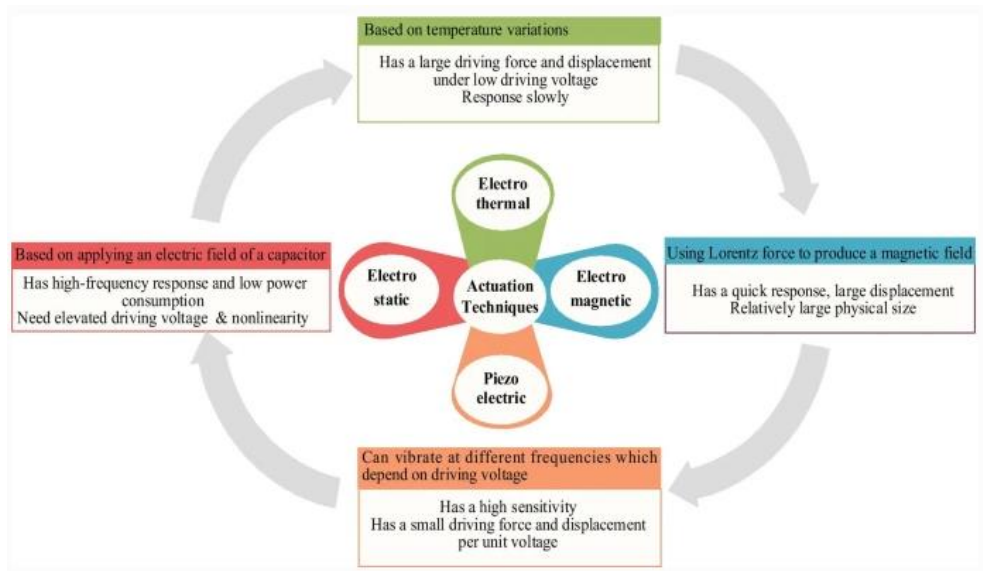 Based on temperature variations
Has a large driving force and displacement
under low driving voltage
Response slowly
Electro
thermal
Based on applying an electric field of a capacitor
Has high-frequency response and low power
consumption
Need elevated driving voltage & nonlinearity
Electro
static
Actuation
Techniques
Electro
magnetic
Using Lorentz force to produce a magnetic field
Has a quick response, large displacement
Relatively large physical size
Piezo
electric
Can vibrate at different frequencies which
depend on driving voltage
Has a high sensitivity
Has a small driving force and displacement
per unit voltage